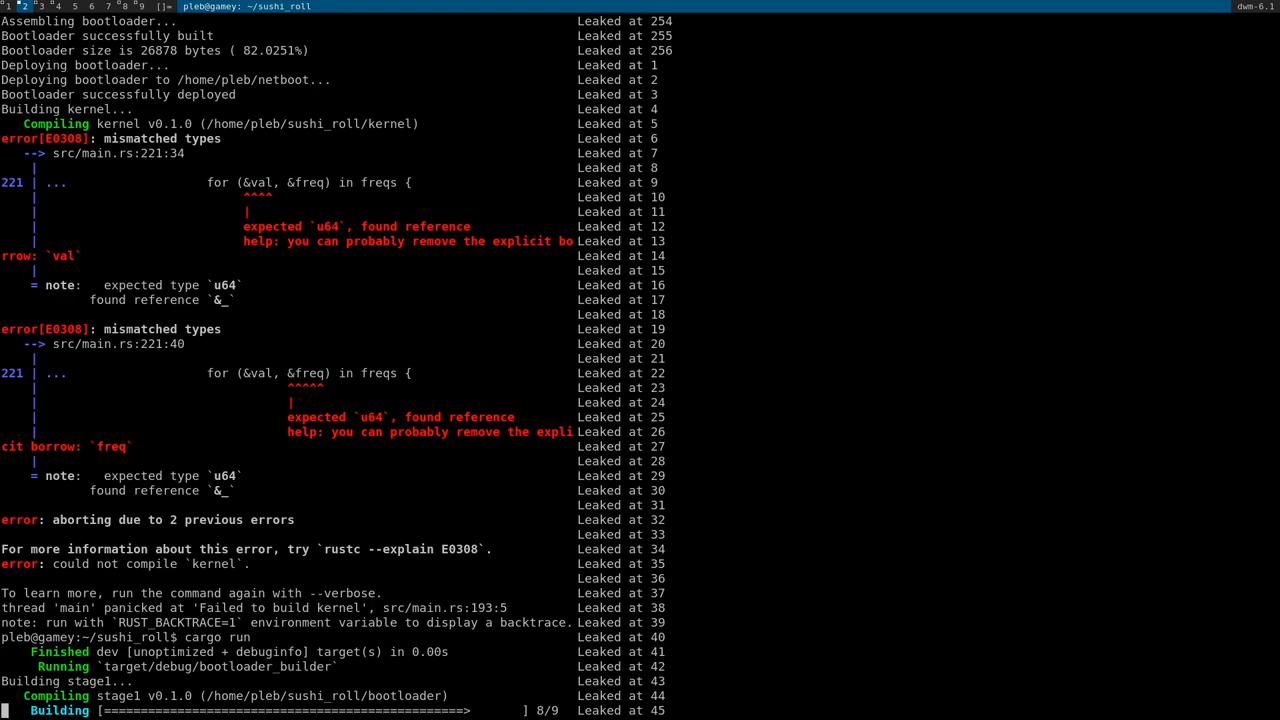 1 2 3 4 5 6 7 8 9 []= pleb@gamey: ~/sushi_roll dwm-6.1
Assembling bootloader...
Bootloader successfully built
Bootloader size is 26878 bytes ( 82.0251%)
Deploying bootloader...
Deploying bootloader to /home/pleb/netboot...
Bootloader successfully deployed
Building kernel...
   Compiling kernel v0.1.0 (/home/pleb/sushi_roll/kernel)
error[E0308]: mismatched types
   --> src/main.rs:221:34
    |
221 | ...                   for (&val, &freq) in freqs {
    |                            ^^^^
    |                            |
    |                            expected `u64`, found reference
    |                            help: you can probably remove the explicit bo
rrow: `val`
    |
    = note:   expected type `u64`
            found reference `&_`
error[E0308]: mismatched types
   --> src/main.rs:221:40
    |
221 | ...                   for (&val, &freq) in freqs {
    |                                  ^^^^^
    |                                  |
    |                                  expected `u64`, found reference
    |                                  help: you can probably remove the expli
cit borrow: `freq`
    |
    = note:   expected type `u64`
            found reference `&_`
error: aborting due to 2 previous errors
For more information about this error, try `rustc --explain E0308`.
error: could not compile `kernel`.
To learn more, run the command again with --verbose.
thread 'main' panicked at 'Failed to build kernel', src/main.rs:193:5
note: run with `RUST_BACKTRACE=1` environment variable to display a backtrace.
pleb@gamey:~/sushi_roll$ cargo run
    Finished dev [unoptimized + debuginfo] target(s) in 0.00s
     Running `target/debug/bootloader_builder`
Building stage1...
   Compiling stage1 v0.1.0 (/home/pleb/sushi_roll/bootloader)
    Building [=================================================>       ] 8/9
Leaked at 254
Leaked at 255
Leaked at 256
Leaked at 1
Leaked at 2
Leaked at 3
Leaked at 4
Leaked at 5
Leaked at 6
Leaked at 7
Leaked at 8
Leaked at 9
Leaked at 10
Leaked at 11
Leaked at 12
Leaked at 13
Leaked at 14
Leaked at 15
Leaked at 16
Leaked at 17
Leaked at 18
Leaked at 19
Leaked at 20
Leaked at 21
Leaked at 22
Leaked at 23
Leaked at 24
Leaked at 25
Leaked at 26
Leaked at 27
Leaked at 28
Leaked at 29
Leaked at 30
Leaked at 31
Leaked at 32
Leaked at 33
Leaked at 34
Leaked at 35
Leaked at 36
Leaked at 37
Leaked at 38
Leaked at 39
Leaked at 40
Leaked at 41
Leaked at 42
Leaked at 43
Leaked at 44
Leaked at 45